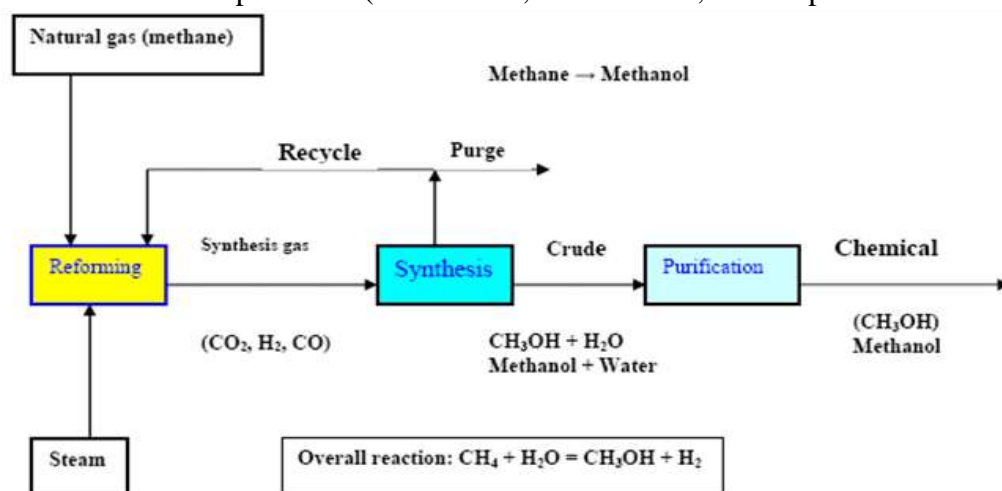 Natural gas (methane)
Methane → Methanol
Recycle
Purge
Reforming
Synthesis gas
Synthesis
Crude
Purification
Chemical
(CO₂, H₂, CO)
CH₃OH + H₂O
Methanol + Water
(CH₃OH)
Methanol
Steam
Overall reaction: CH₄ + H₂O = CH₃OH + H₂